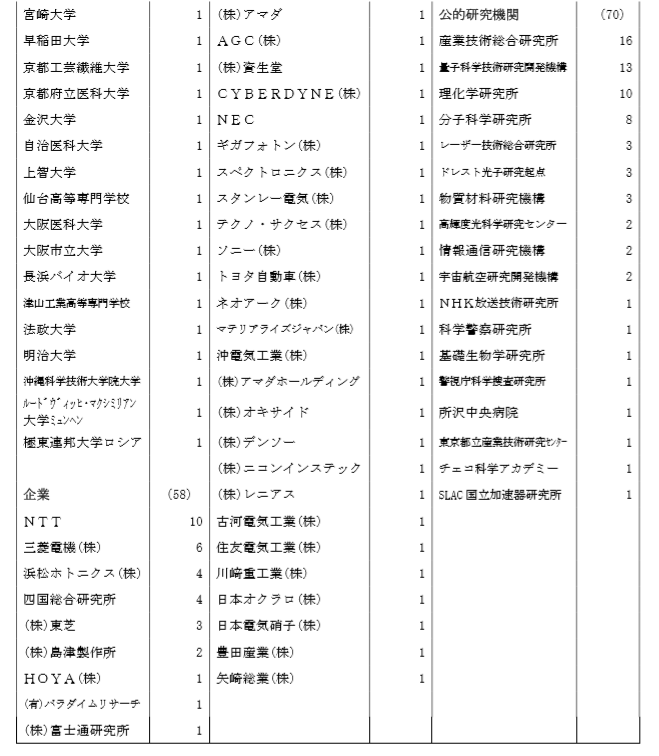 宮崎大学 1
早稲田大学 1
京都工芸繊維大学 1
京都府立医科大学 1
金沢大学 1
自治医科大学 1
上智大学 1
仙台高等専門学校 1
大阪医科大学 1
大阪市立大学 1
長浜バイオ大学 1
津山工業高等専門学校 1
法政大学 1
明治大学 1
沖縄科学技術大学院大学 1
ルードヴィッヒ・マクシミリアン
大学ミュンヘン 1
極東連邦大学ロシア 1
企業 (58)
NTT 10
三菱電機(株) 6
浜松ホトニクス(株) 4
四国総合研究所 4
(株)東芝 3
(株)島津製作所 2
HOYA(株) 1
(有)パラダイムリサーチ 1
(株)富士通研究所 1
(株)アマダ 1
AGC(株) 1
(株)資生堂 1
CYBERDYNE(株) 1
NEC 1
ギガフォトン(株) 1
スペクトロニクス(株) 1
スタンレー電気(株) 1
テクノ・サクセス(株) 1
ソニー(株) 1
トヨタ自動車(株) 1
ネオアーク(株) 1
マテリアライズジャパン(株) 1
沖電気工業(株) 1
(株)アマダホールディング 1
(株)オキサイド 1
(株)デンソー 1
(株)ニコンインステック 1
(株)レニアス 1
古河電気工業(株) 1
住友電気工業(株) 1
川崎重工業(株) 1
日本オクラロ(株) 1
日本電気硝子(株) 1
豊田産業(株) 1
矢崎総業(株) 1
公的研究機関 (70)
産業技術総合研究所 16
量子科学技術研究開発機構 13
理化学研究所 10
分子科学研究所 8
レーザー技術総合研究所 3
ドレスト光子研究起点 3
物質材料研究機構 3
高輝度光科学研究センター 2
情報通信研究機構 2
宇宙航空研究開発機構 2
NHK放送技術研究所 1
科学警察研究所 1
基礎生物学研究所 1
警視庁科学捜査研究所 1
所沢中央病院 1
東京都立産業技術研究センター 1
チェコ科学アカデミー 1
SLAC国立加速器研究所 1